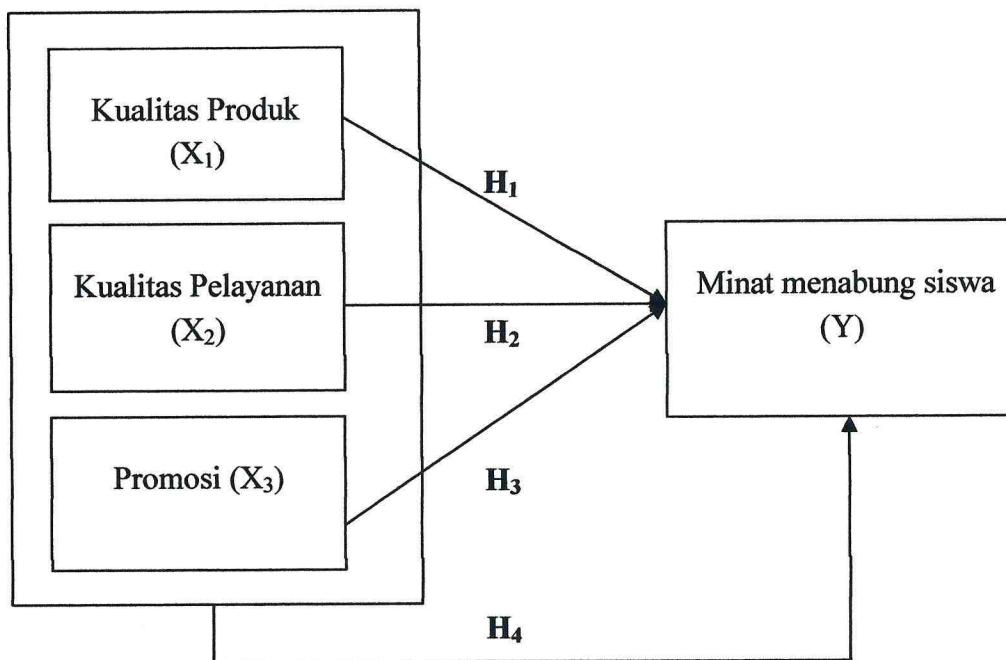 Kualitas Produk
(X₁)
H₁
Kualitas Pelayanan
(X₂)
H₂
Minat menabung siswa
(Y)
Promosi (X₃)
H₃
H₄